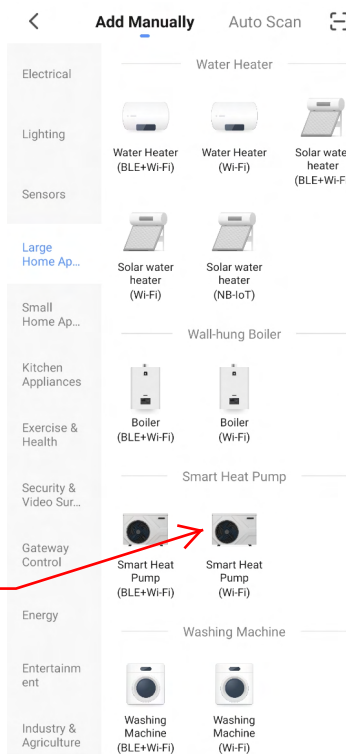 Add Manually
Auto Scan
Electrical
Lighting
Sensors
Large
Home Ap...
Small
Home Ap...
Kitchen
Appliances
Exercise &
Health
Security &
Video Sur...
Gateway
Control
Energy
Entertainm
ent
Industry &
Agriculture
Water Heater
Water Heater
(BLE+Wi-Fi)
Water Heater
(Wi-Fi)
Solar wate
heater
(BLE+Wi-F
Solar water
heater
(Wi-Fi)
Solar water
heater
(NB-IoT)
Wall-hung Boiler
Boiler
(BLE+Wi-Fi)
Boiler
(Wi-Fi)
Smart Heat Pump
Smart Heat
Pump
(BLE+Wi-Fi)
Smart Heat
Pump
(Wi-Fi)
Washing Machine
Washing
Machine
(BLE+Wi-Fi)
Washing
Machine
(Wi-Fi)